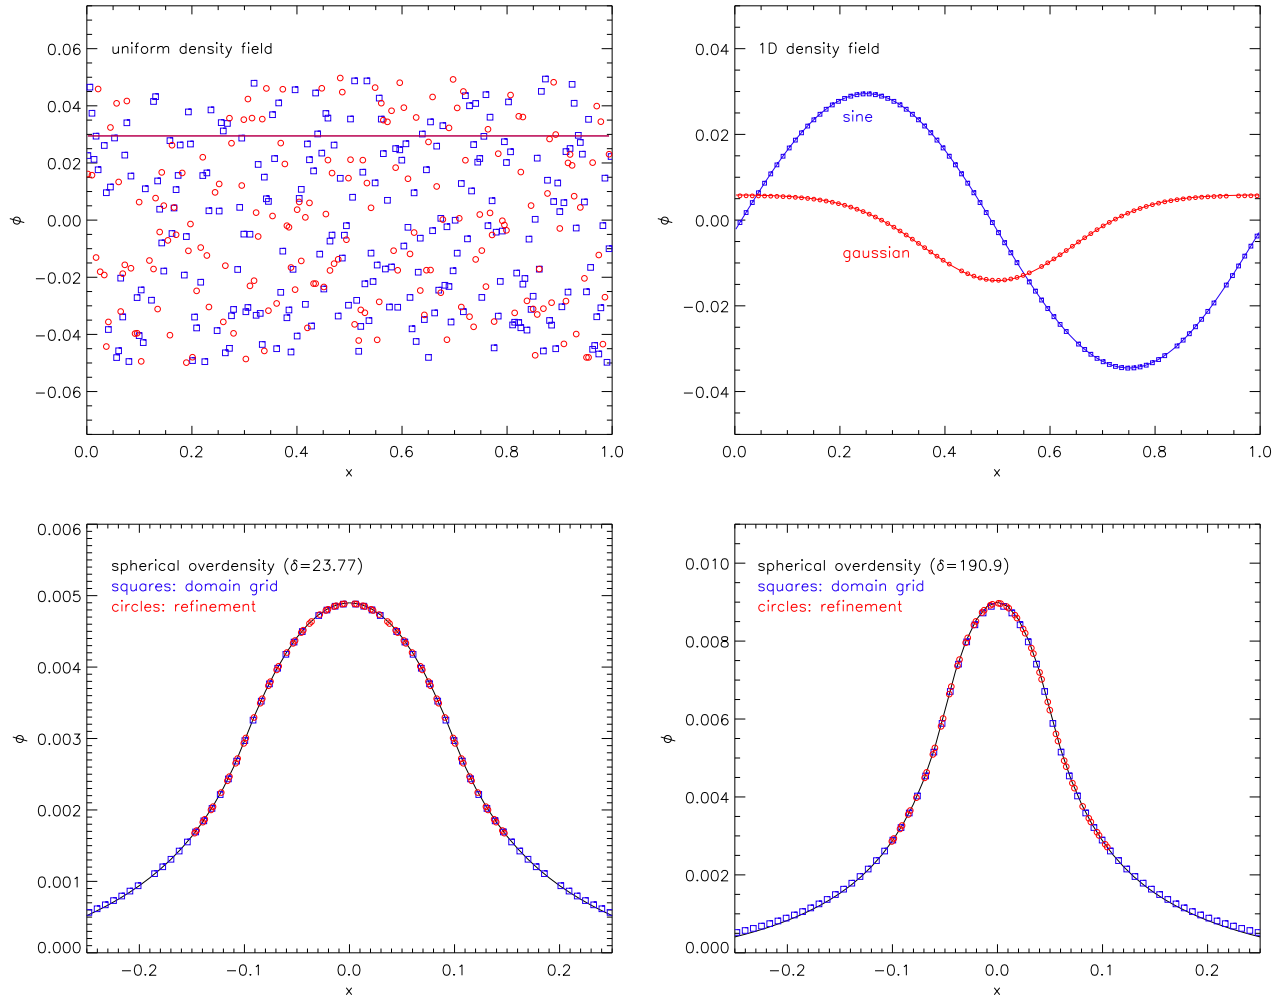 0.06
0.04
0.02
0.00
−0.02
−0.04
−0.06
ϕ
uniform density field
0.0
0.2
0.4
0.6
0.8
1.0
x
0.04
0.02
0.00
−0.02
−0.04
ϕ
1D density field
sine
gaussian
0.0
0.2
0.4
0.6
0.8
1.0
x
0.006
0.005
0.004
0.003
0.002
0.001
0.000
ϕ
spherical overdensity (δ=23.77)
squares: domain grid
circles: refinement
−0.2
−0.1
0.0
0.1
0.2
x
0.010
0.008
0.006
0.004
0.002
0.000
ϕ
spherical overdensity (δ=190.9)
squares: domain grid
circles: refinement
−0.2
−0.1
0.0
0.1
0.2
x